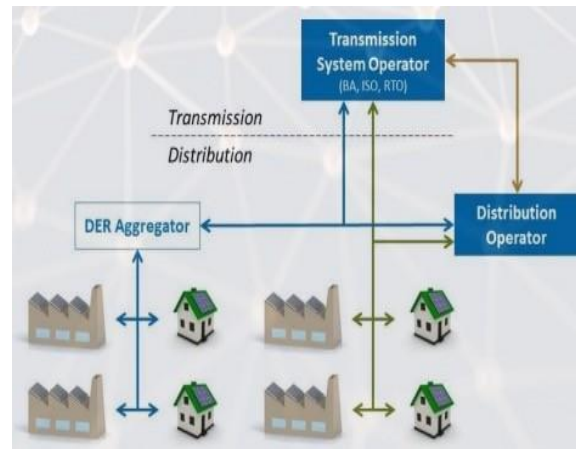 Transmission
System Operator
(BA, ISO, RTO)
Transmission
Distribution
DER Aggregator
Distribution
Operator